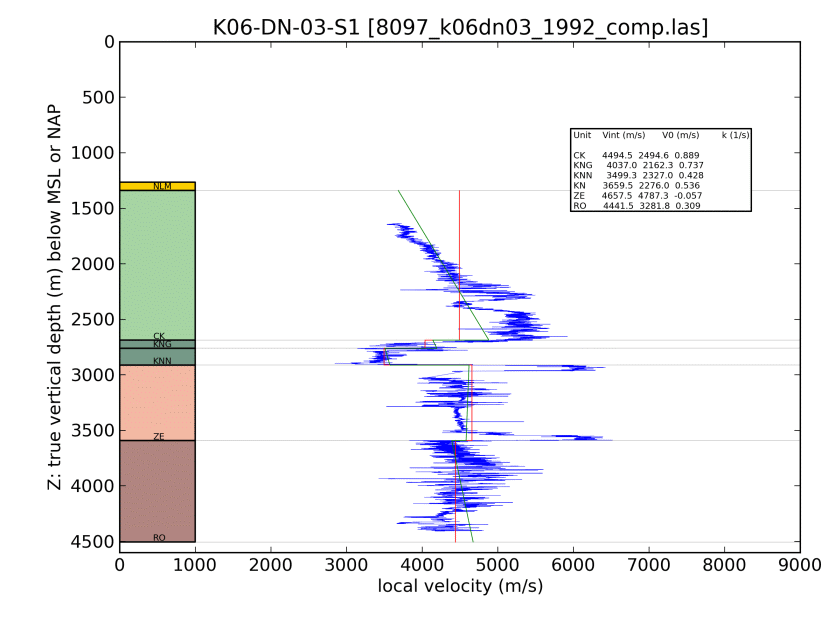 K06-DN-03-S1 [8097_k06dn03_1992_comp.las]
0
500
1000
1500
2000
2500
3000
3500
4000
4500
Z: true vertical depth (m) below MSL or NAP
NLM
CK
KNG
KNN
ZE
RO
Unit Vint (m/s) V0 (m/s) k (1/s)
CK 4494.5 2494.6 0.889
KNG 4037.0 2162.3 0.737
KNN 3499.3 2327.0 0.428
KN 3659.5 2276.0 0.536
ZE 4657.5 4787.3 -0.057
RO 4441.5 3281.8 0.309
0 1000 2000 3000 4000 5000 6000 7000 8000 9000
local velocity (m/s)